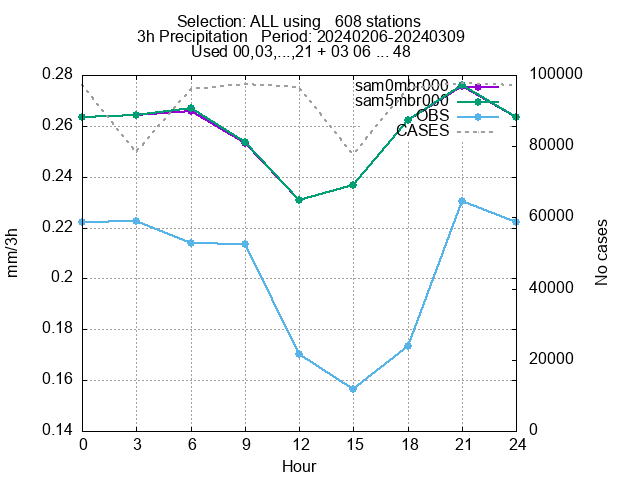 Selection: ALL using   608 stations
3h Precipitation   Period: 20240206-20240309
Used 00,03,...,21 + 03 06 ... 48
0.28
0.26
0.24
0.22
0.2
0.18
0.16
0.14
mm/3h
100000
80000
60000
40000
20000
0
No cases
sam0mbr000
sam5mbr000
OBS
CASES
0 3 6 9 12 15 18 21 24
Hour